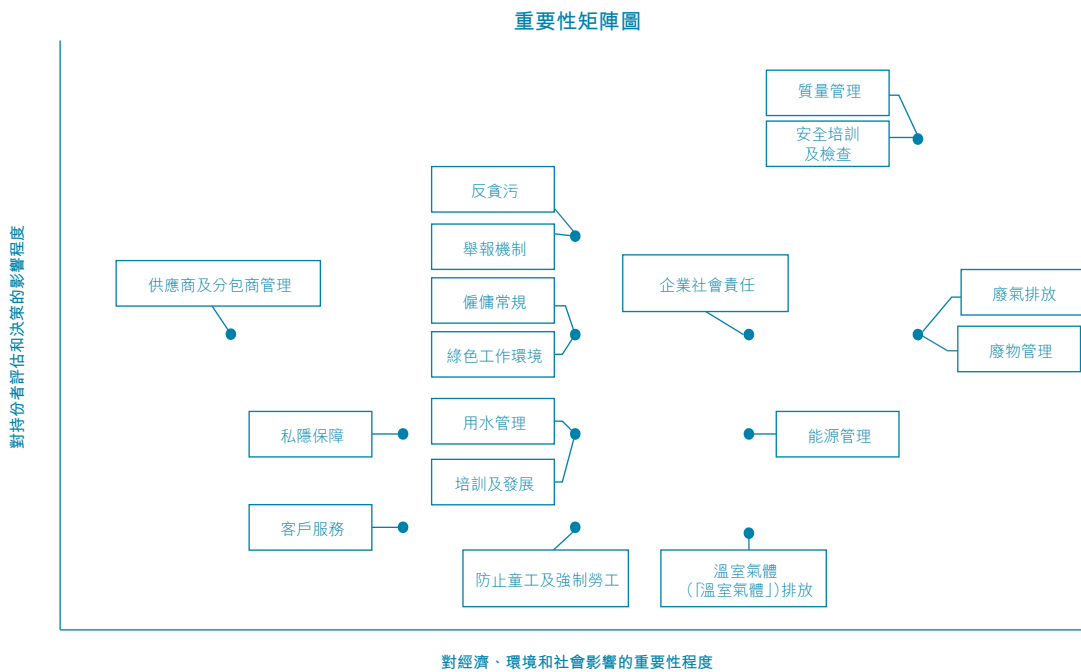 重要性矩陣圖
質量管理
安全培訓
及檢查
反貪污
舉報機制
供應商及分包商管理
僱傭常規
綠色工作環境
企業社會責任
廢氣排放
廢物管理
私隱保障
用水管理
培訓及發展
能源管理
客戶服務
防止童工及強制勞工
溫室氣體
（「溫室氣體」）排放
對持份者評估和決策的影響程度
對經濟、環境和社會影響的重要性程度